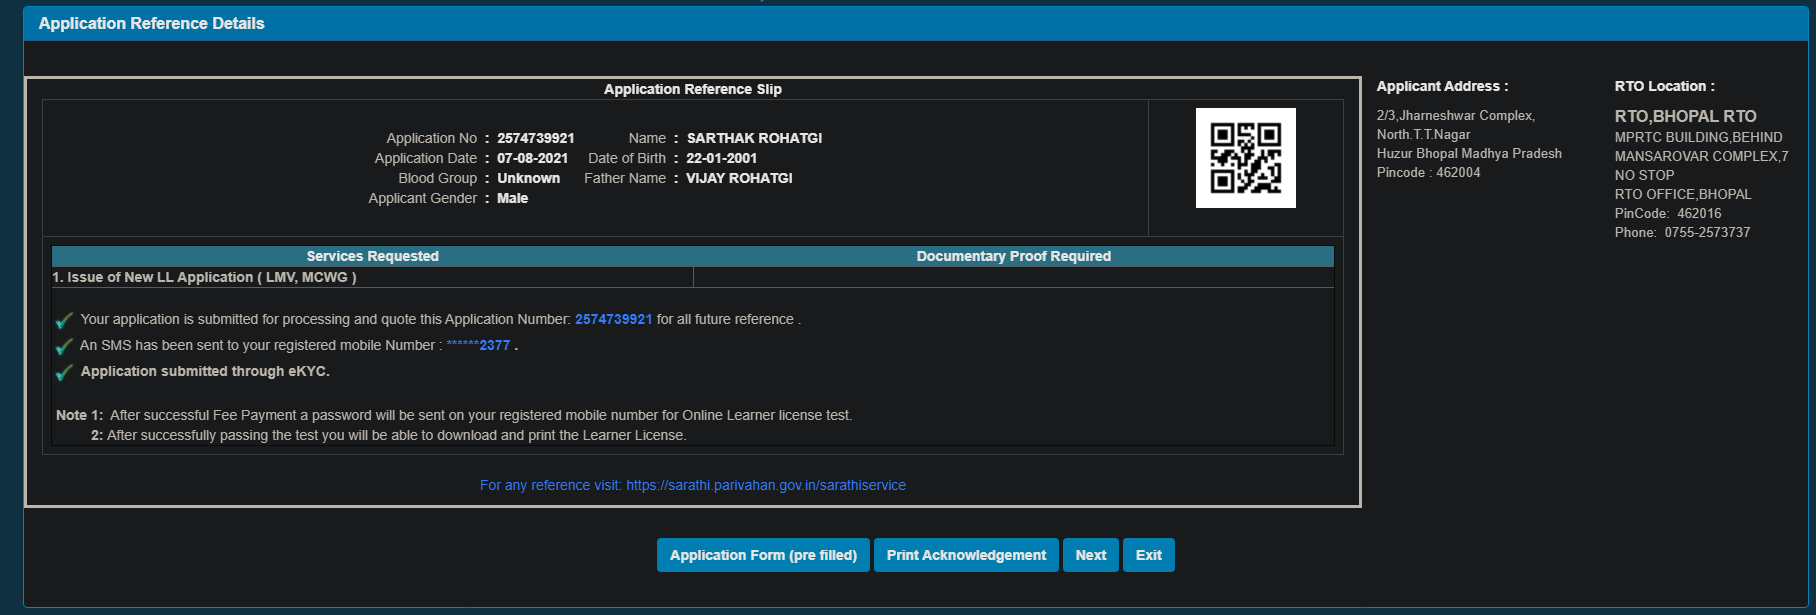 Application Reference Details
Application Reference Slip
Application No : 2574739921 Name : SARTHAK ROHATGI
Application Date : 07-08-2021 Date of Birth : 22-01-2001
Blood Group : Unknown Father Name : VIJAY ROHATGI
Applicant Gender : Male
Services Requested Documentary Proof Required
1. Issue of New LL Application ( LMV, MCWG )
Your application is submitted for processing and quote this Application Number: 2574739921 for all future reference .
An SMS has been sent to your registered mobile Number : ******2377 .
Application submitted through eKYC.
Note 1: After successful Fee Payment a password will be sent on your registered mobile number for Online Learner license test.
2: After successfully passing the test you will be able to download and print the Learner License.
For any reference visit: https://sarathi.parivahan.gov.in/sarathiservice
Applicant Address :
2/3,Jharneshwar Complex,
North.T.T.Nagar
Huzur Bhopal Madhya Pradesh
Pincode : 462004
RTO Location :
RTO,BHOPAL RTO
MPRTC BUILDING,BEHIND
MANSAROVAR COMPLEX,7
NO STOP
RTO OFFICE,BHOPAL
PinCode: 462016
Phone: 0755-2573737
Application Form (pre filled) Print Acknowledgement Next Exit